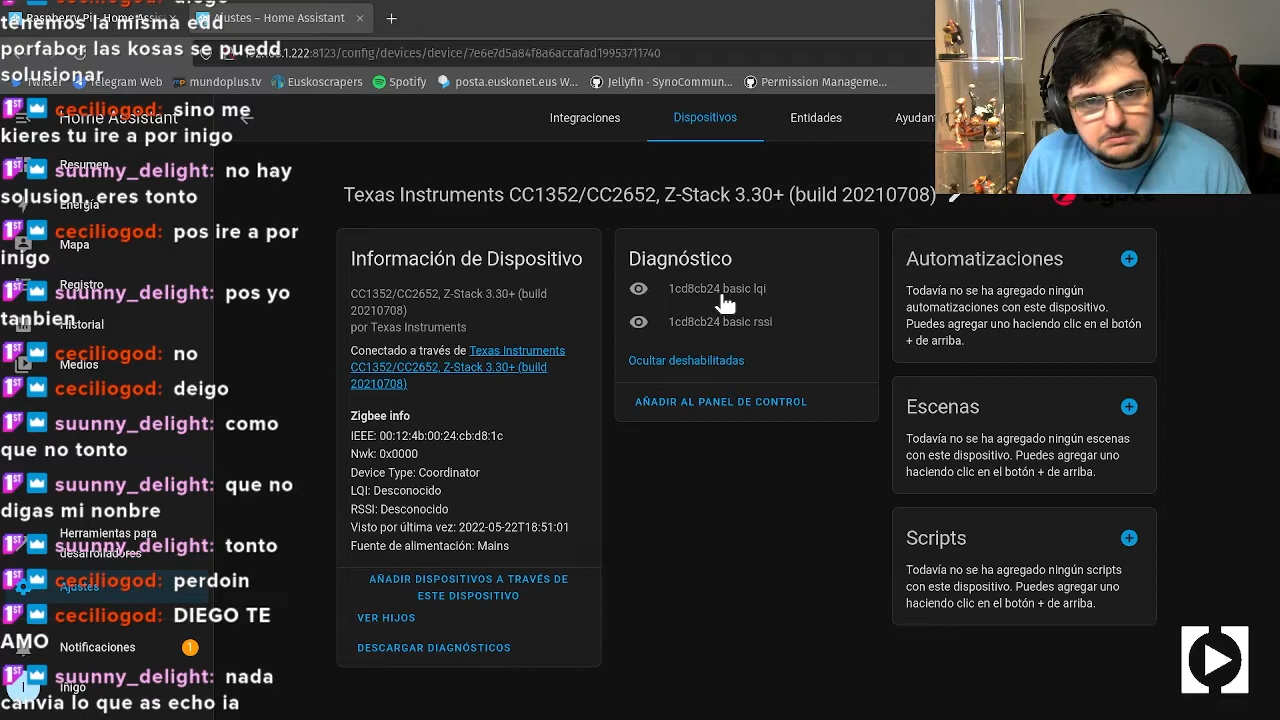 tenemos la misma edd
porfabor las kosas se puedd
solusionar
ceciliogod: sino me
kieres tu ire a por inigo
suunny_delight: no hay
solusion, eres tonto
ceciliogod: pos ire a por
inigo
suunny_delight: pos yo
tanbien
ceciliogod: no
ceciliogod: deigo
suunny_delight: como
que no tonto
suunny_delight: que no
digas mi nonbre
suunny_delight: tonto
ceciliogod: perdoin
ceciliogod: DIEGO TE
AMO
suunny_delight: nada
canvia lo que as echo ia
Ajustes – Home Assistant
1.222:8123/config/devices/device/7e6e7d5a84f8a6accafad19953711740
Twitter
Telegram Web
mundoplus.tv
Euskoscrapers
Spotify
posta.euskonet.eus W...
Jellyfin - SynoCommun...
Permission Manageme...
Home Assistant
Resumen
Energía
Mapa
Registro
Historial
Medios
Herramientas para
desarrolladores
Ajustes
Notificaciones
1
Iñigo
Integraciones
Dispositivos
Entidades
Ayudan
Texas Instruments CC1352/CC2652, Z-Stack 3.30+ (build 20210708)
zigbee
Información de Dispositivo
CC1352/CC2652, Z-Stack 3.30+ (build
20210708)
por Texas Instruments
Conectado a través de Texas Instruments
CC1352/CC2652, Z-Stack 3.30+ (build
20210708)
Zigbee info
IEEE: 00:12:4b:00:24:cb:d8:1c
Nwk: 0x0000
Device Type: Coordinator
LQI: Desconocido
RSSI: Desconocido
Visto por última vez: 2022-05-22T18:51:01
Fuente de alimentación: Mains
AÑADIR DISPOSITIVOS A TRAVÉS DE
ESTE DISPOSITIVO
VER HIJOS
DESCARGAR DIAGNÓSTICOS
Diagnóstico
1cd8cb24 basic lqi
1cd8cb24 basic rssi
Ocultar deshabilitadas
AÑADIR AL PANEL DE CONTROL
Automatizaciones
Todavía no se ha agregado ningún
automatizaciones con este dispositivo.
Puedes agregar uno haciendo clic en el botón
+ de arriba.
Escenas
Todavía no se ha agregado ningún escenas
con este dispositivo. Puedes agregar uno
haciendo clic en el botón + de arriba.
Scripts
Todavía no se ha agregado ningún scripts
con este dispositivo. Puedes agregar uno
haciendo clic en el botón + de arriba.